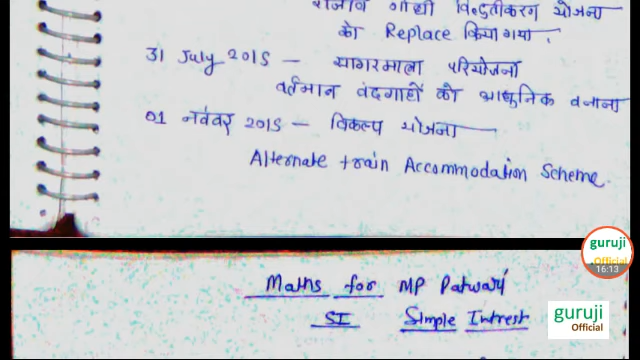 राजीव गाँधी विद्युतीकरण योजना
को Replace किया गया.
31 July 2015 – सागरमाला परियोजना
वर्तमान बंदगाहों को आधुनिक बनाना
01 नवंबर 2015 – विकल्प योजना
Alternate train Accommodation Scheme.
guruji
Official
16:13
Maths for MP Patwari
SI Simple Intrest
guruji
Official